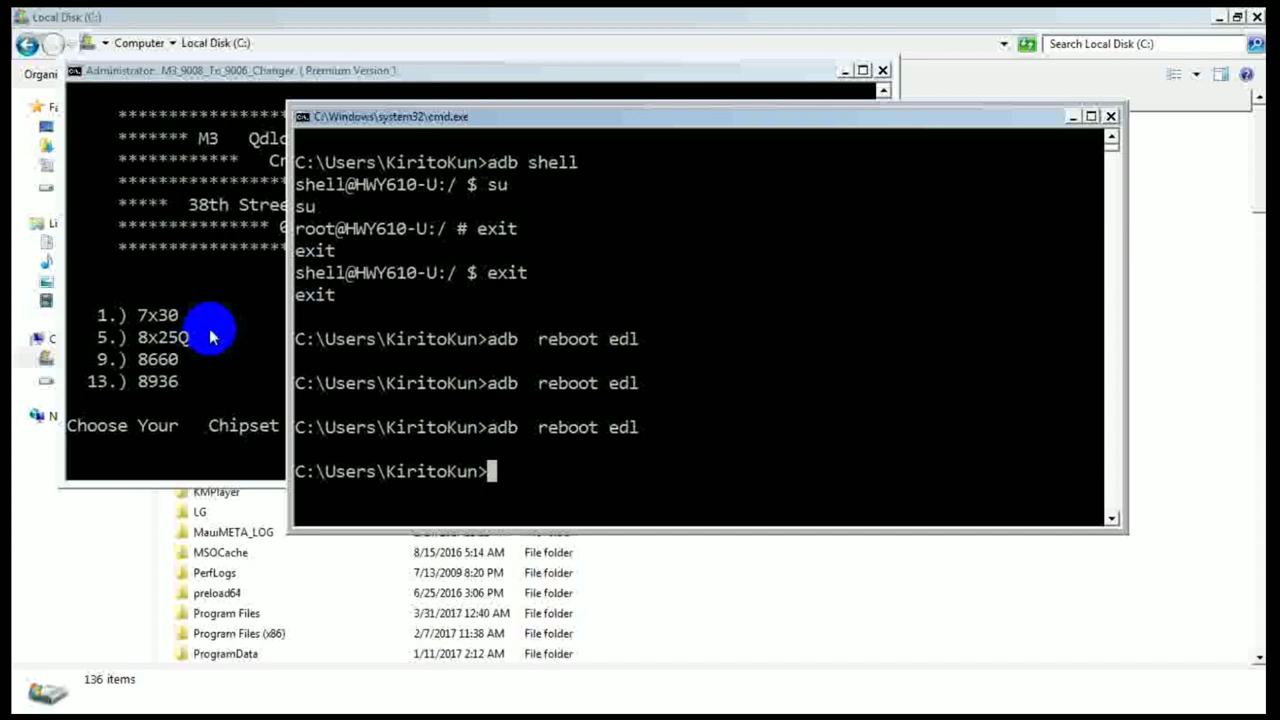 Local Disk (C:)
Computer ▾ Local Disk (C:)
Search Local Disk (C:)
Organi
Administrator: M3_9008_To_9006_Changer ( Premium Version )
C:\Windows\system32\cmd.exe
******* M3 Qdlo
************ Cr
***** 38th Stree
***************
1.) 7x30
5.) 8x25Q
9.) 8660
13.) 8936
Choose Your Chipset
C:\Users\KiritoKun>adb shell
shell@HWY610-U:/ $ su
su
root@HWY610-U:/ # exit
exit
shell@HWY610-U:/ $ exit
exit
C:\Users\KiritoKun>adb  reboot edl
C:\Users\KiritoKun>adb  reboot edl
C:\Users\KiritoKun>adb  reboot edl
C:\Users\KiritoKun>
Fa
Li
C
N
KMPlayer
LG
MauiMETA_LOG
MSOCache 8/15/2016 5:14 AM File folder
PerfLogs 7/13/2009 8:20 PM File folder
preload64 6/25/2016 3:06 PM File folder
Program Files 3/31/2017 12:40 AM File folder
Program Files (x86) 2/7/2017 11:38 AM File folder
ProgramData 1/11/2017 2:12 AM File folder
136 items